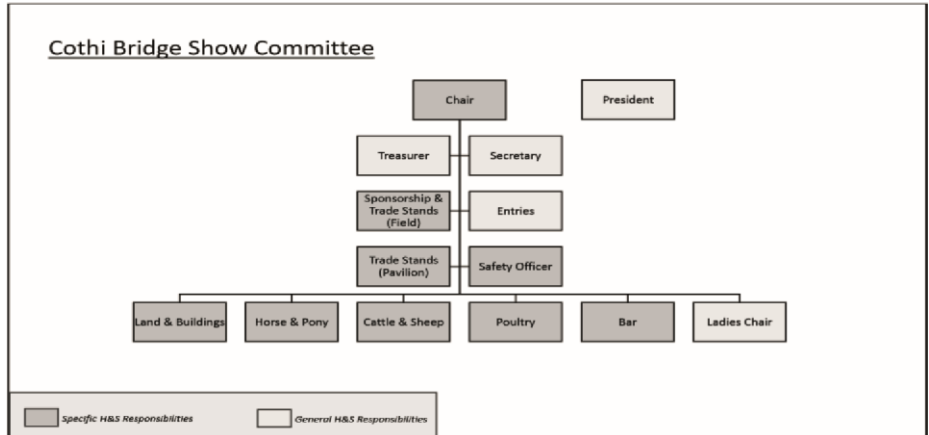 Cothi Bridge Show Committee
Chair
President
Treasurer
Secretary
Sponsorship &
Trade Stands
(Field)
Entries
Trade Stands
(Pavilion)
Safety Officer
Land & Buildings
Horse & Pony
Cattle & Sheep
Poultry
Bar
Ladies Chair
Specific H&S Responsibilities
General H&S Responsibilities